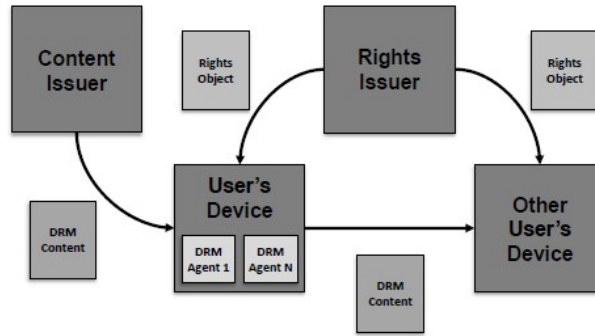 Content
Issuer
Rights
Object
Rights
Issuer
Rights
Object
DRM
Content
User's
Device
DRM
Agent 1
DRM
Agent N
DRM
Content
Other
User's
Device